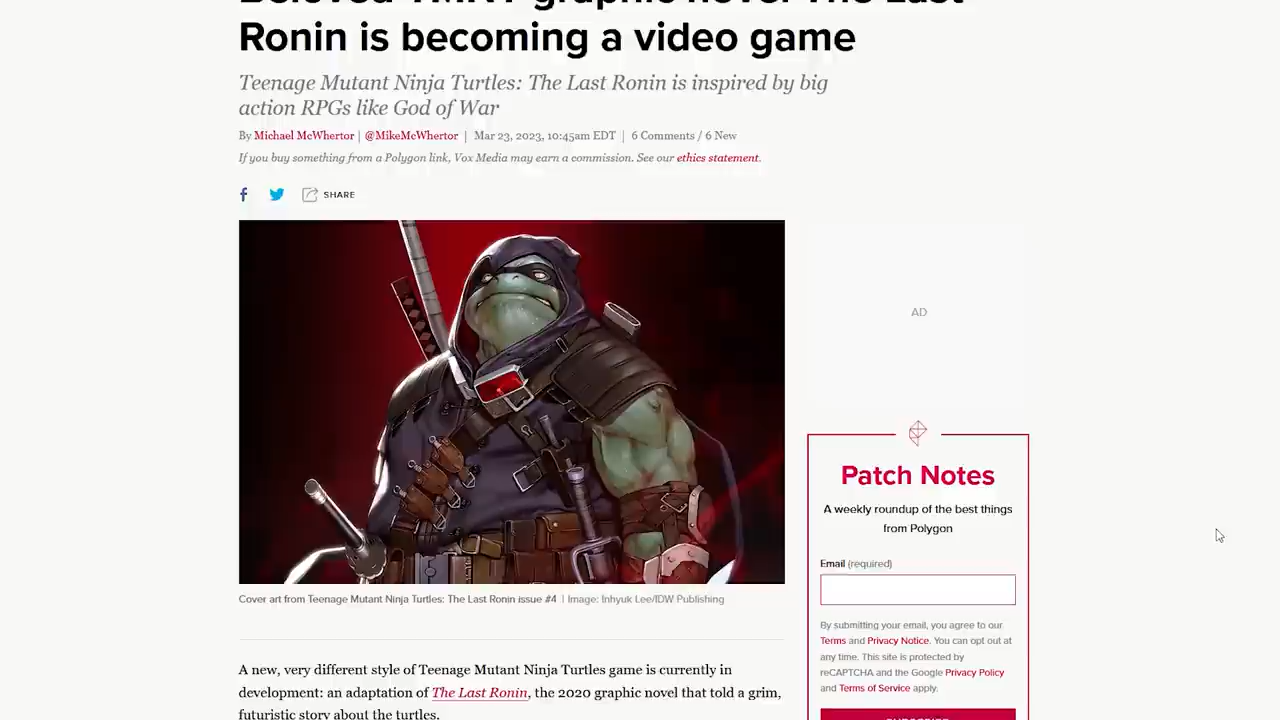 Beloved TMNT graphic novel The Last
Ronin is becoming a video game
Teenage Mutant Ninja Turtles: The Last Ronin is inspired by big
action RPGs like God of War
By Michael McWhertor | @MikeMcWhertor | Mar 23, 2023, 10:45am EDT | 6 Comments / 6 New
If you buy something from a Polygon link, Vox Media may earn a commission. See our ethics statement.
SHARE
AD
Patch Notes
A weekly roundup of the best things
from Polygon
Email (required)
By submitting your email, you agree to our
Terms and Privacy Notice. You can opt out at
any time. This site is protected by
reCAPTCHA and the Google Privacy Policy
and Terms of Service apply.
SUBSCRIBE
Cover art from Teenage Mutant Ninja Turtles: The Last Ronin issue #4 | Image: Inhyuk Lee/IDW Publishing
A new, very different style of Teenage Mutant Ninja Turtles game is currently in
development: an adaptation of The Last Ronin, the 2020 graphic novel that told a grim,
futuristic story about the turtles.